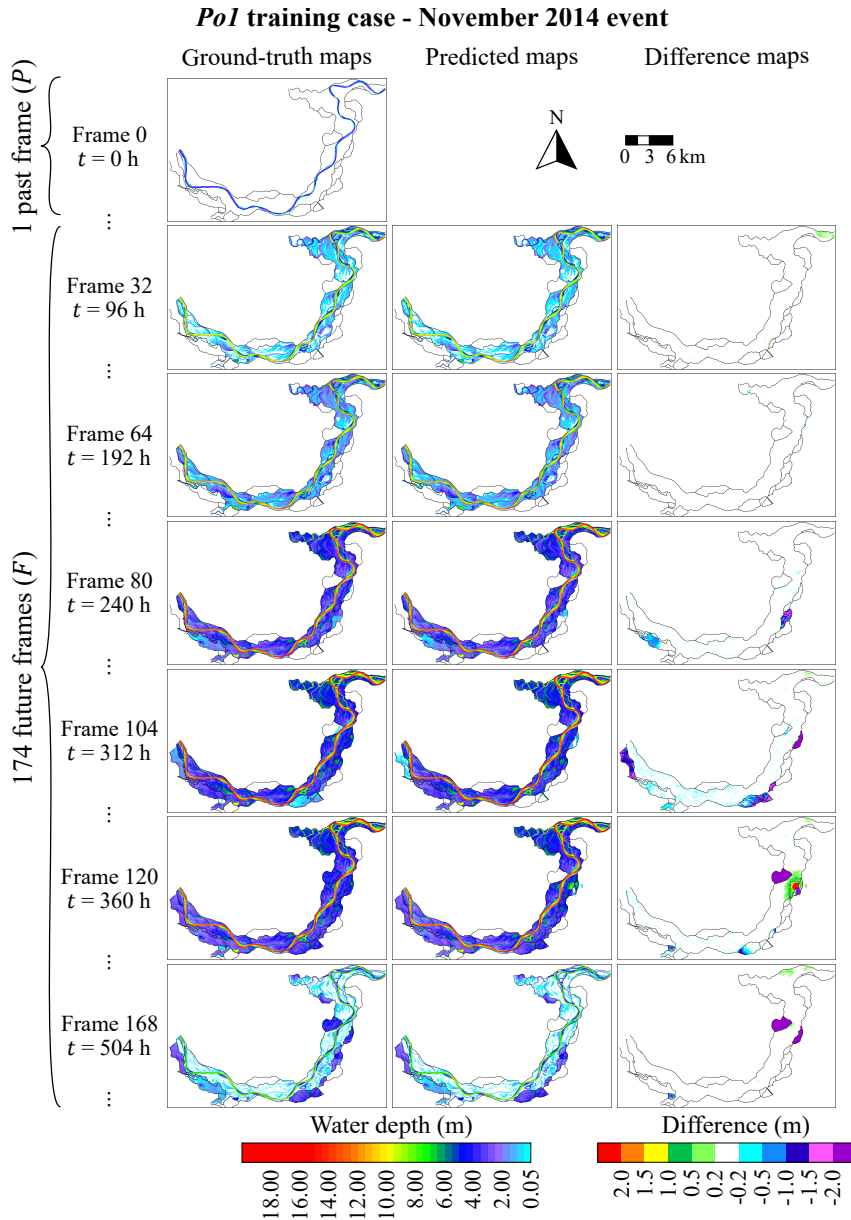 Po1 training case - November 2014 event
Ground-truth maps
Predicted maps
Difference maps
1 past frame (P)
Frame 0
t = 0 h
N
0 3 6 km
⋮
174 future frames (F)
Frame 32
t = 96 h
⋮
Frame 64
t = 192 h
⋮
Frame 80
t = 240 h
⋮
Frame 104
t = 312 h
⋮
Frame 120
t = 360 h
⋮
Frame 168
t = 504 h
⋮
Water depth (m)
18.00
16.00
14.00
12.00
10.00
8.00
6.00
4.00
2.00
0.05
Difference (m)
2.0
1.5
1.0
0.5
0.2
-0.2
-0.5
-1.0
-1.5
-2.0